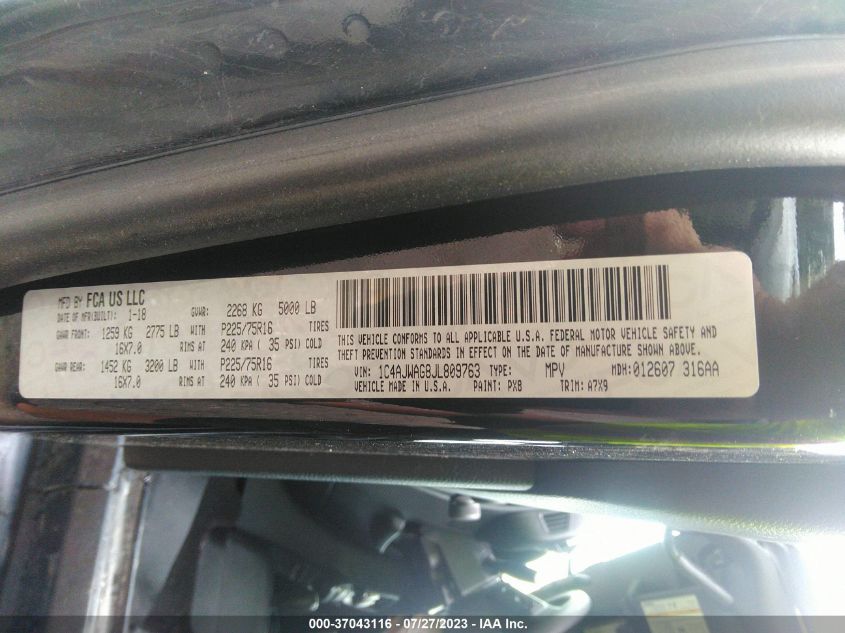 MFD BY FCA US LLC
DATE OF MFR(BUILT): 1-18 GVWR: 2268 KG 5000 LB
GAWR FRONT: 1259 KG 2775 LB WITH P225/75R16 TIRES
16X7.0 RIMS AT 240 KPA ( 35 PSI) COLD
GAWR REAR: 1452 KG 3200 LB WITH P225/75R16 TIRES
16X7.0 RIMS AT 240 KPA ( 35 PSI) COLD
THIS VEHICLE CONFORMS TO ALL APPLICABLE U.S.A. FEDERAL MOTOR VEHICLE SAFETY AND
THEFT PREVENTION STANDARDS IN EFFECT ON THE DATE OF MANUFACTURE SHOWN ABOVE.
VIN: 1C4AJWAG8JL809763 TYPE: MPV MDH: 012607 316AA
VEHICLE MADE IN U.S.A. PAINT: PX8 TRIM: A7X9
000-37043116 - 07/27/2023 - IAA Inc.